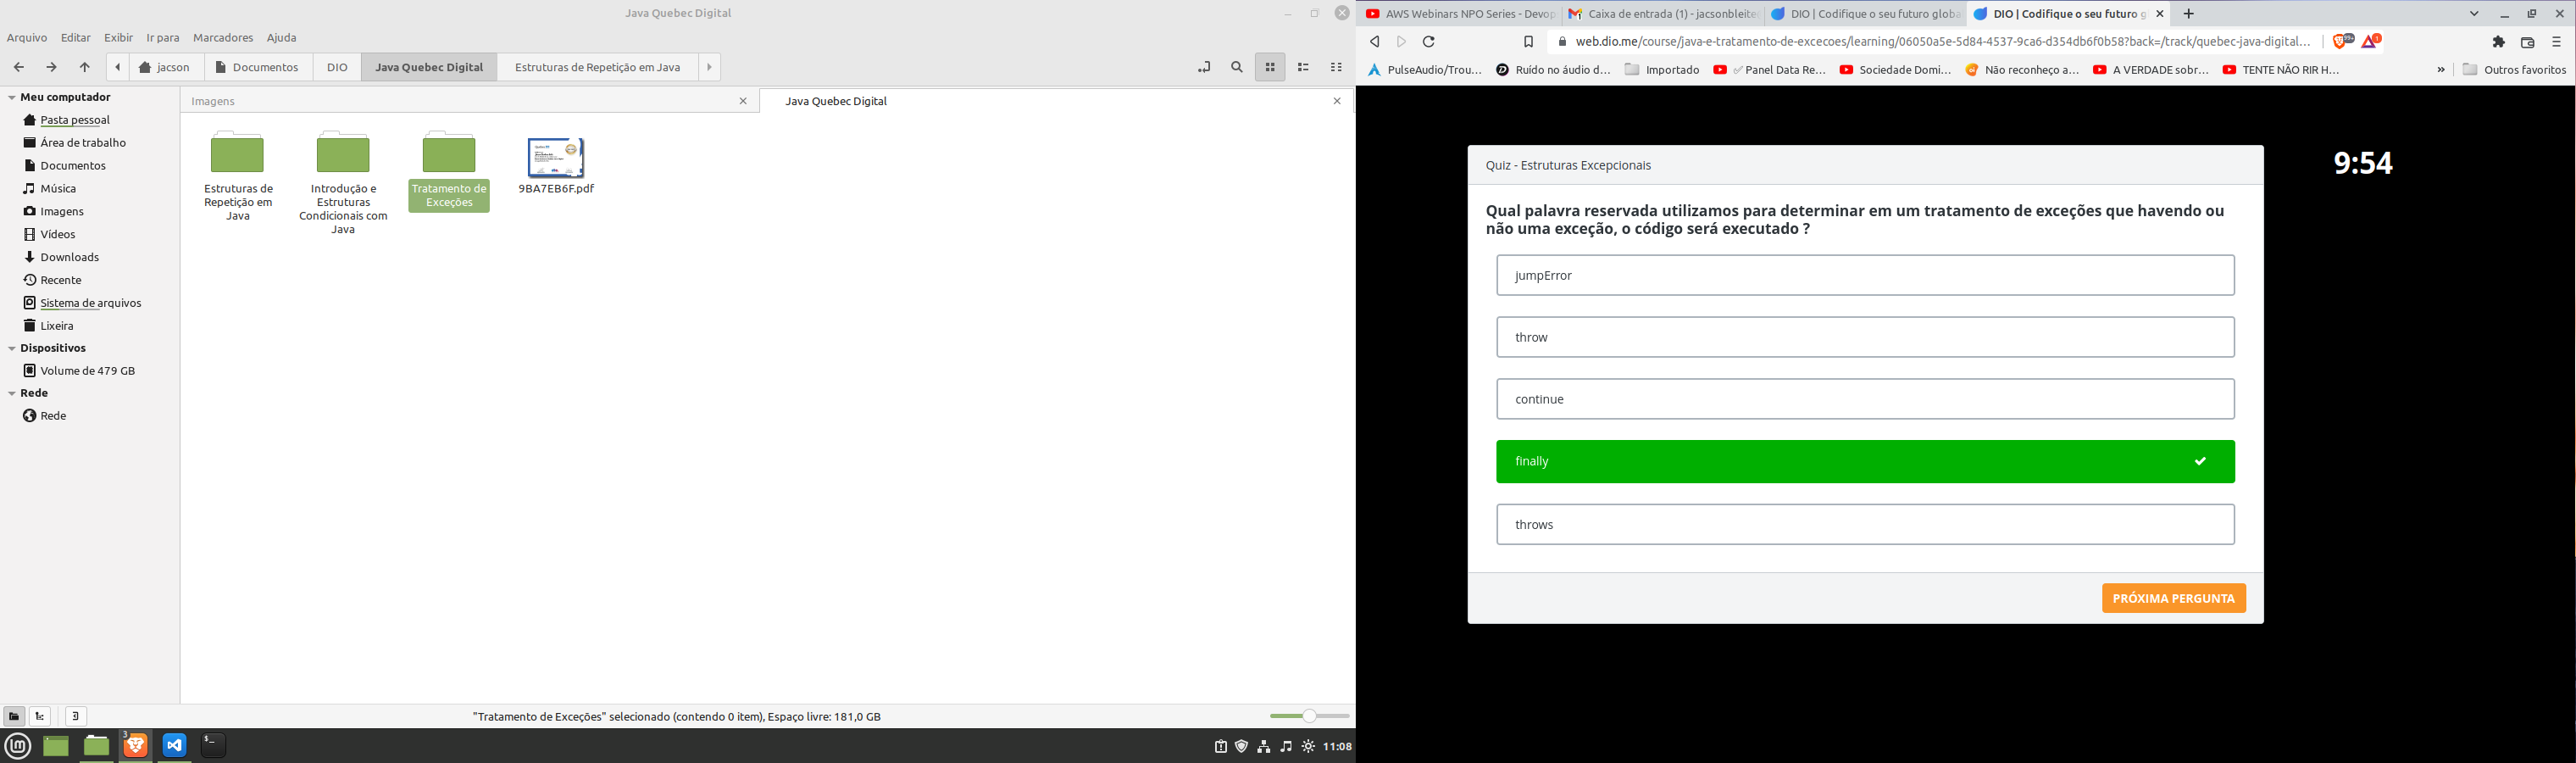 Java Quebec Digital
Arquivo Editar Exibir Ir para Marcadores Ajuda
jacson Documentos DIO Java Quebec Digital Estruturas de Repetição em Java
Meu computador
Pasta pessoal
Área de trabalho
Documentos
Música
Imagens
Vídeos
Downloads
Recente
Sistema de arquivos
Lixeira
Dispositivos
Volume de 479 GB
Rede
Rede
Imagens
Java Quebec Digital
Estruturas de
Repetição em
Java
Introdução e
Estruturas
Condicionais com
Java
Tratamento de
Exceções
9BA7EB6F.pdf
"Tratamento de Exceções" selecionado (contendo 0 item), Espaço livre: 181,0 GB
3
11:08
AWS Webinars NPO Series - Devop
Caixa de entrada (1) - jacsonbleite
DIO | Codifique o seu futuro globa
DIO | Codifique o seu futuro g
web.dio.me/course/java-e-tratamento-de-excecoes/learning/06050a5e-5d84-4537-9ca6-d354db6f0b58?back=/track/quebec-java-digital...
99+
1
PulseAudio/Trou...
Ruído no áudio d...
Importado
✅ Panel Data Re...
Sociedade Domi...
Não reconheço a...
A VERDADE sobr...
TENTE NÃO RIR H...
»
Outros favoritos
Quiz - Estruturas Excepcionais
9:54
Qual palavra reservada utilizamos para determinar em um tratamento de exceções que havendo ou
não uma exceção, o código será executado ?
jumpError
throw
continue
finally
throws
PRÓXIMA PERGUNTA